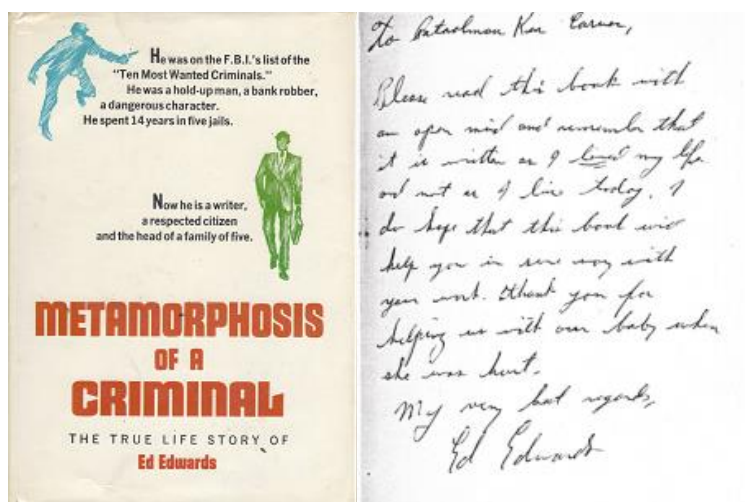 He was on the F.B.I.'s list of the
"Ten Most Wanted Criminals."
He was a hold-up man, a bank robber,
a dangerous character.
He spent 14 years in five jails.
Now he is a writer,
a respected citizen
and the head of a family of five.
METAMORPHOSIS
OF A
CRIMINAL
THE TRUE LIFE STORY OF
Ed Edwards
To Patrolman Ken
Please read this book with
an open mind and remember that
it is written as I lived my life
and not as I live today. I
do hope that this book will
help you in some way with
your work. Thank you for
helping us with our baby when
she was hurt.
My very best regards,
Ed Edwards